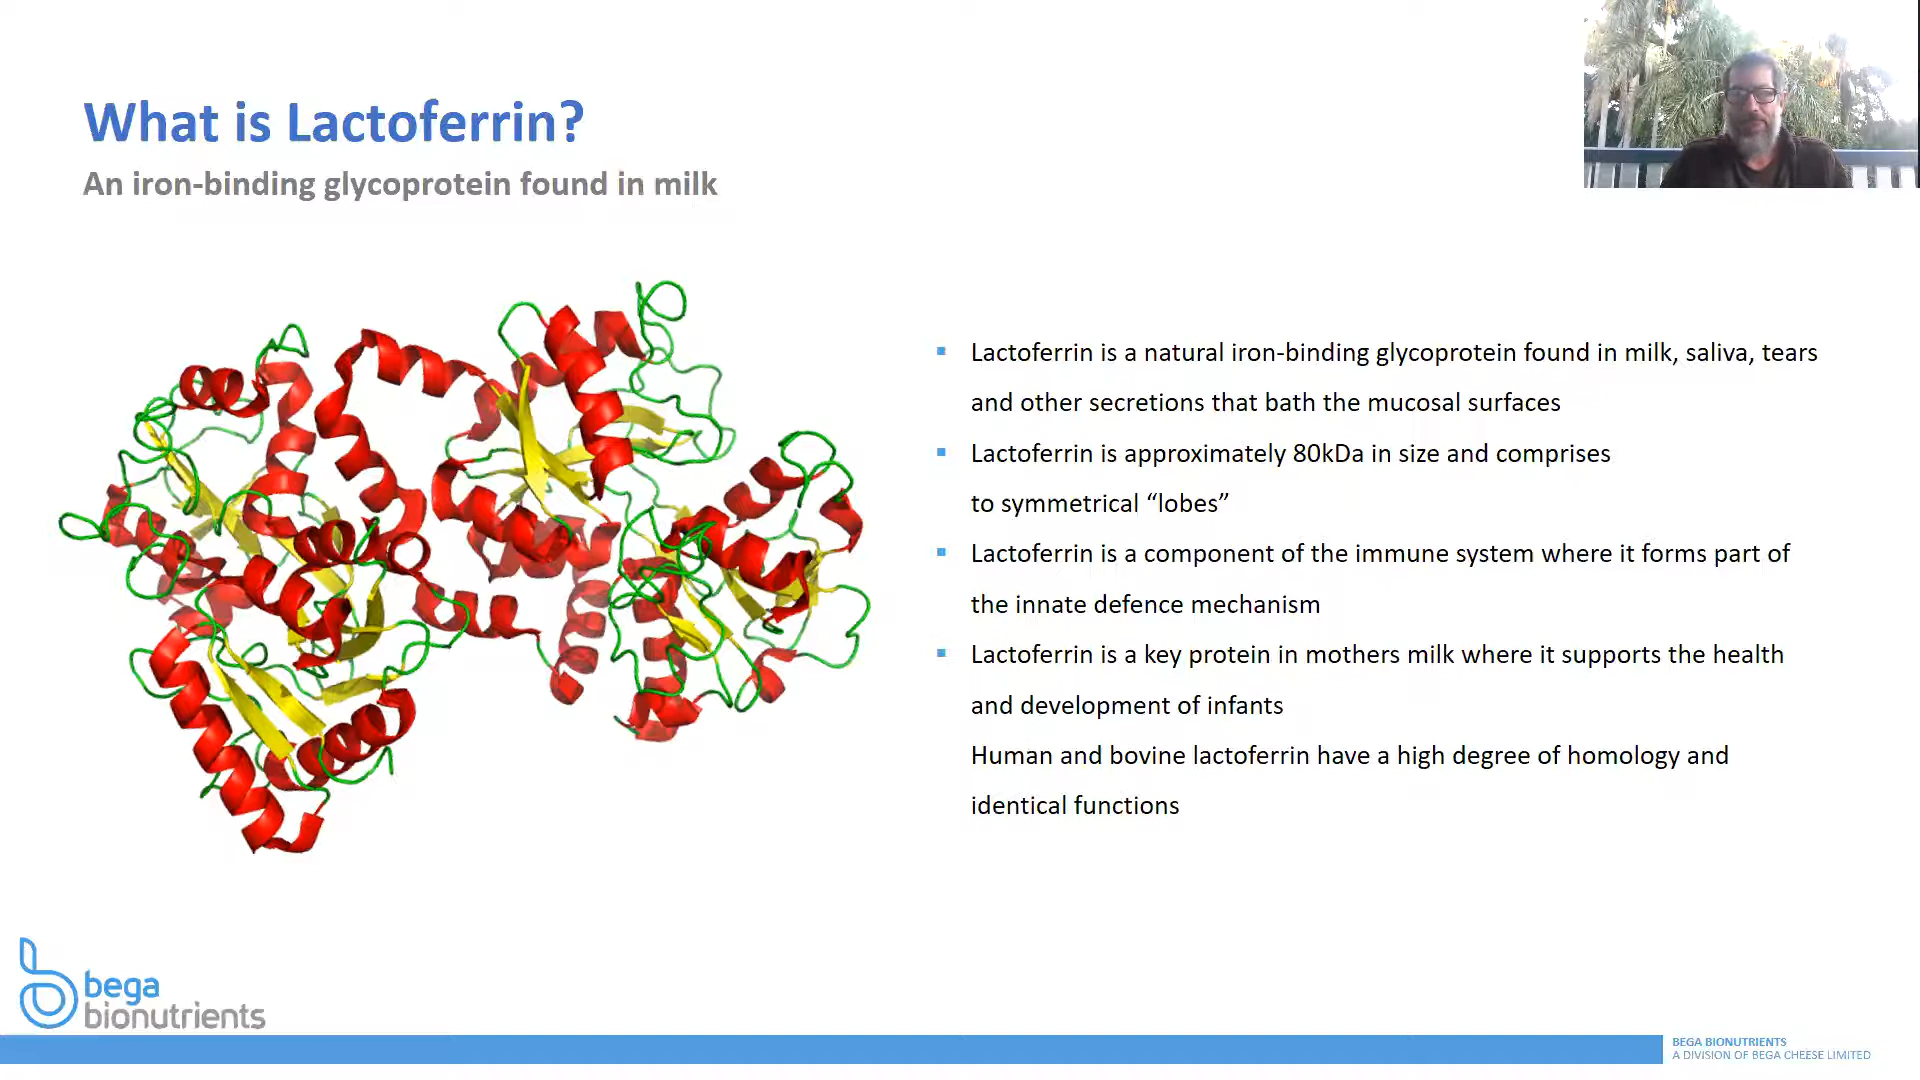 What is Lactoferrin?
An iron-binding glycoprotein found in milk
Lactoferrin is a natural iron-binding glycoprotein found in milk, saliva, tears
and other secretions that bath the mucosal surfaces
Lactoferrin is approximately 80kDa in size and comprises
to symmetrical “lobes”
Lactoferrin is a component of the immune system where it forms part of
the innate defence mechanism
Lactoferrin is a key protein in mothers milk where it supports the health
and development of infants
Human and bovine lactoferrin have a high degree of homology and
identical functions
bega
bionutrients
BEGA BIONUTRIENTS
A DIVISION OF BEGA CHEESE LIMITED